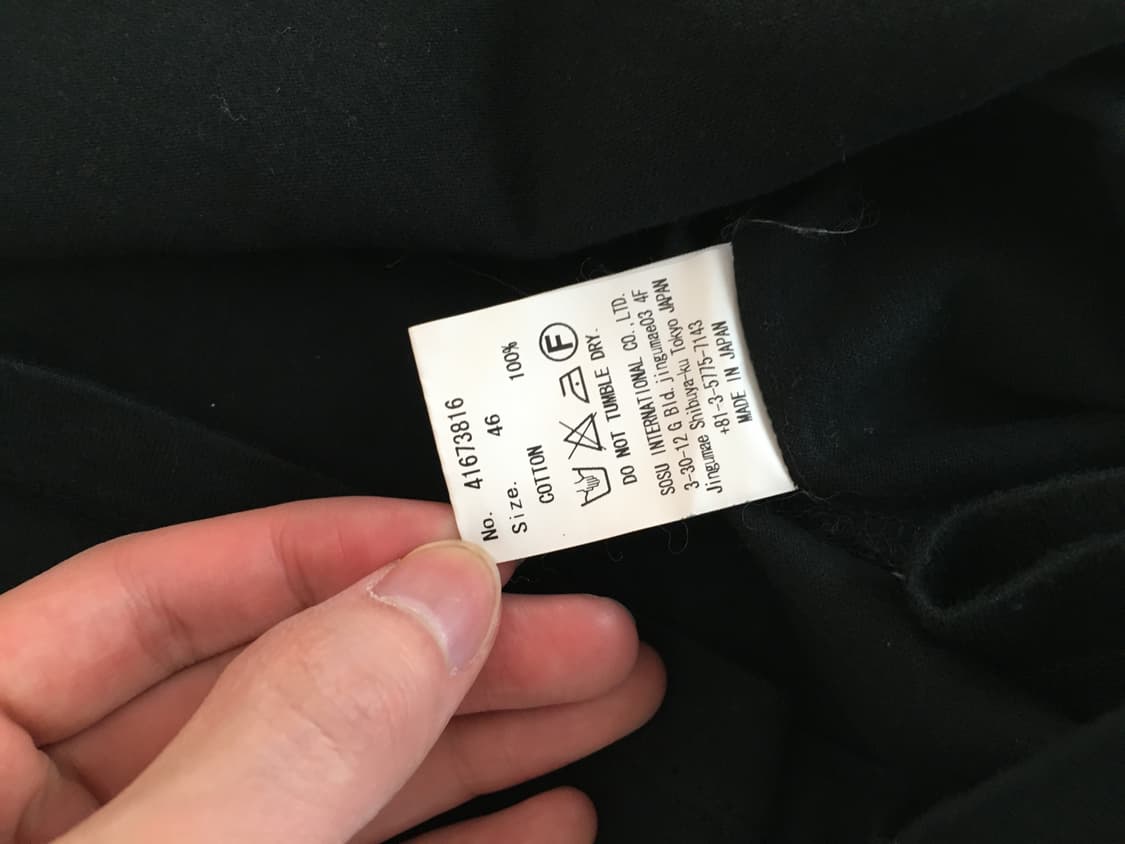 No. 41673816
Size. 46
COTTON 100%
F
DO NOT TUMBLE DRY.
SOSU INTERNATIONAL CO.,LTD.
3-30-12 G Bld.jingumae03 4F
Jingumae Shibuya-ku Tokyo JAPAN
+81-3-5775-7143
MADE IN JAPAN